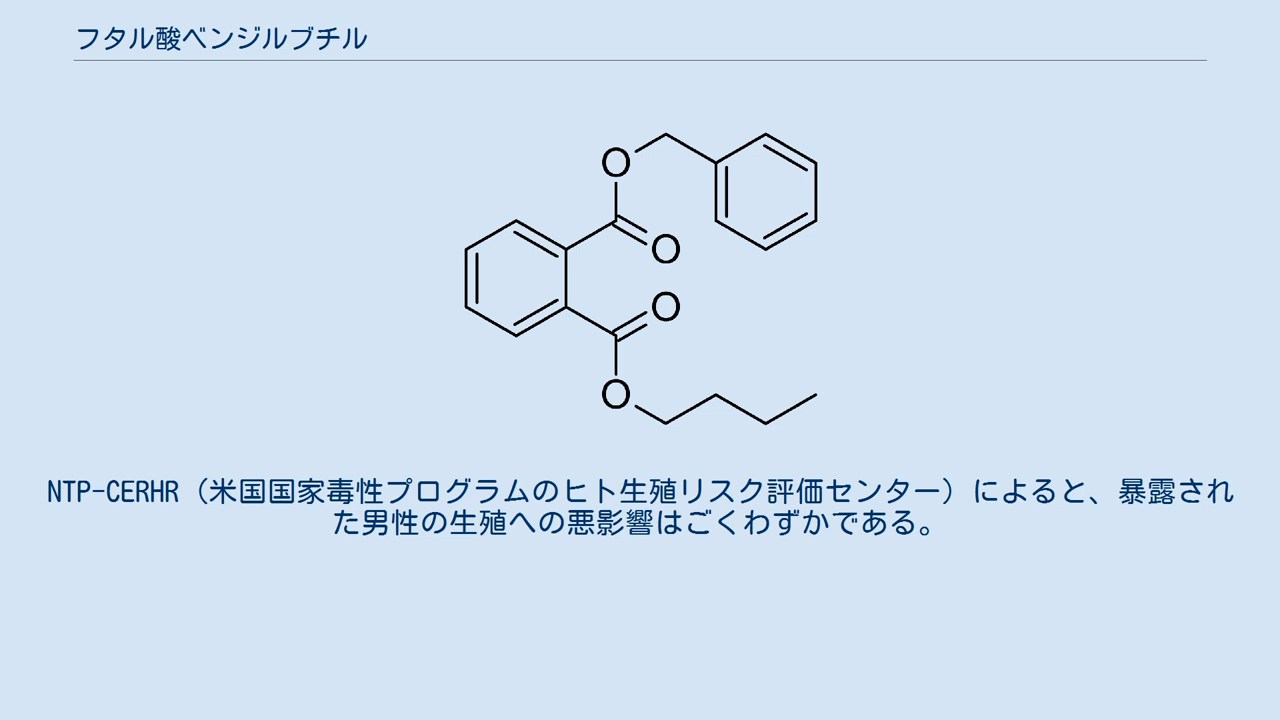 フタル酸ベンジルブチル
O
O
O
O
NTP-CERHR（米国国家毒性プログラムのヒト生殖リスク評価センター）によると、暴露され
た男性の生殖への悪影響はごくわずかである。